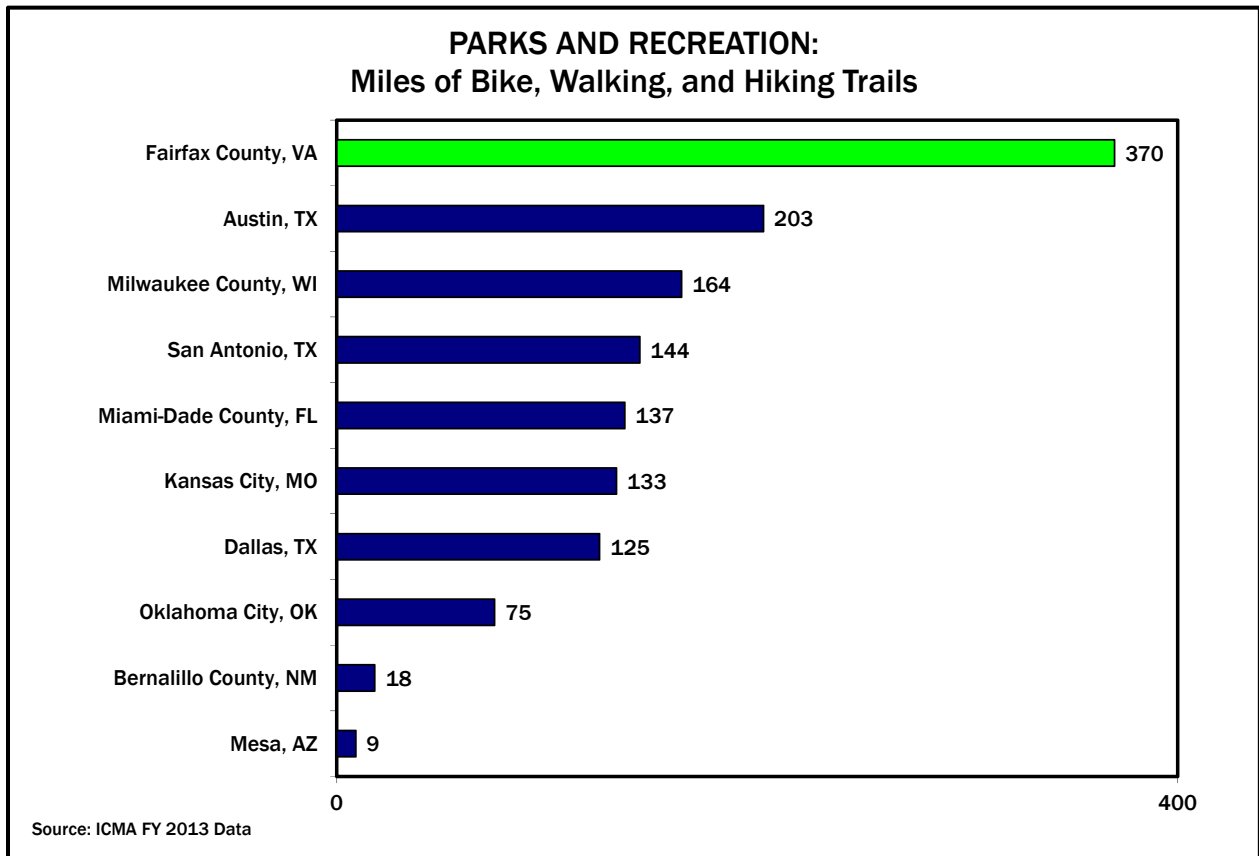 PARKS AND RECREATION:
Miles of Bike, Walking, and Hiking Trails
Fairfax County, VA 370
Austin, TX 203
Milwaukee County, WI 164
San Antonio, TX 144
Miami-Dade County, FL 137
Kansas City, MO 133
Dallas, TX 125
Oklahoma City, OK 75
Bernalillo County, NM 18
Mesa, AZ 9
0 400
Source: ICMA FY 2013 Data